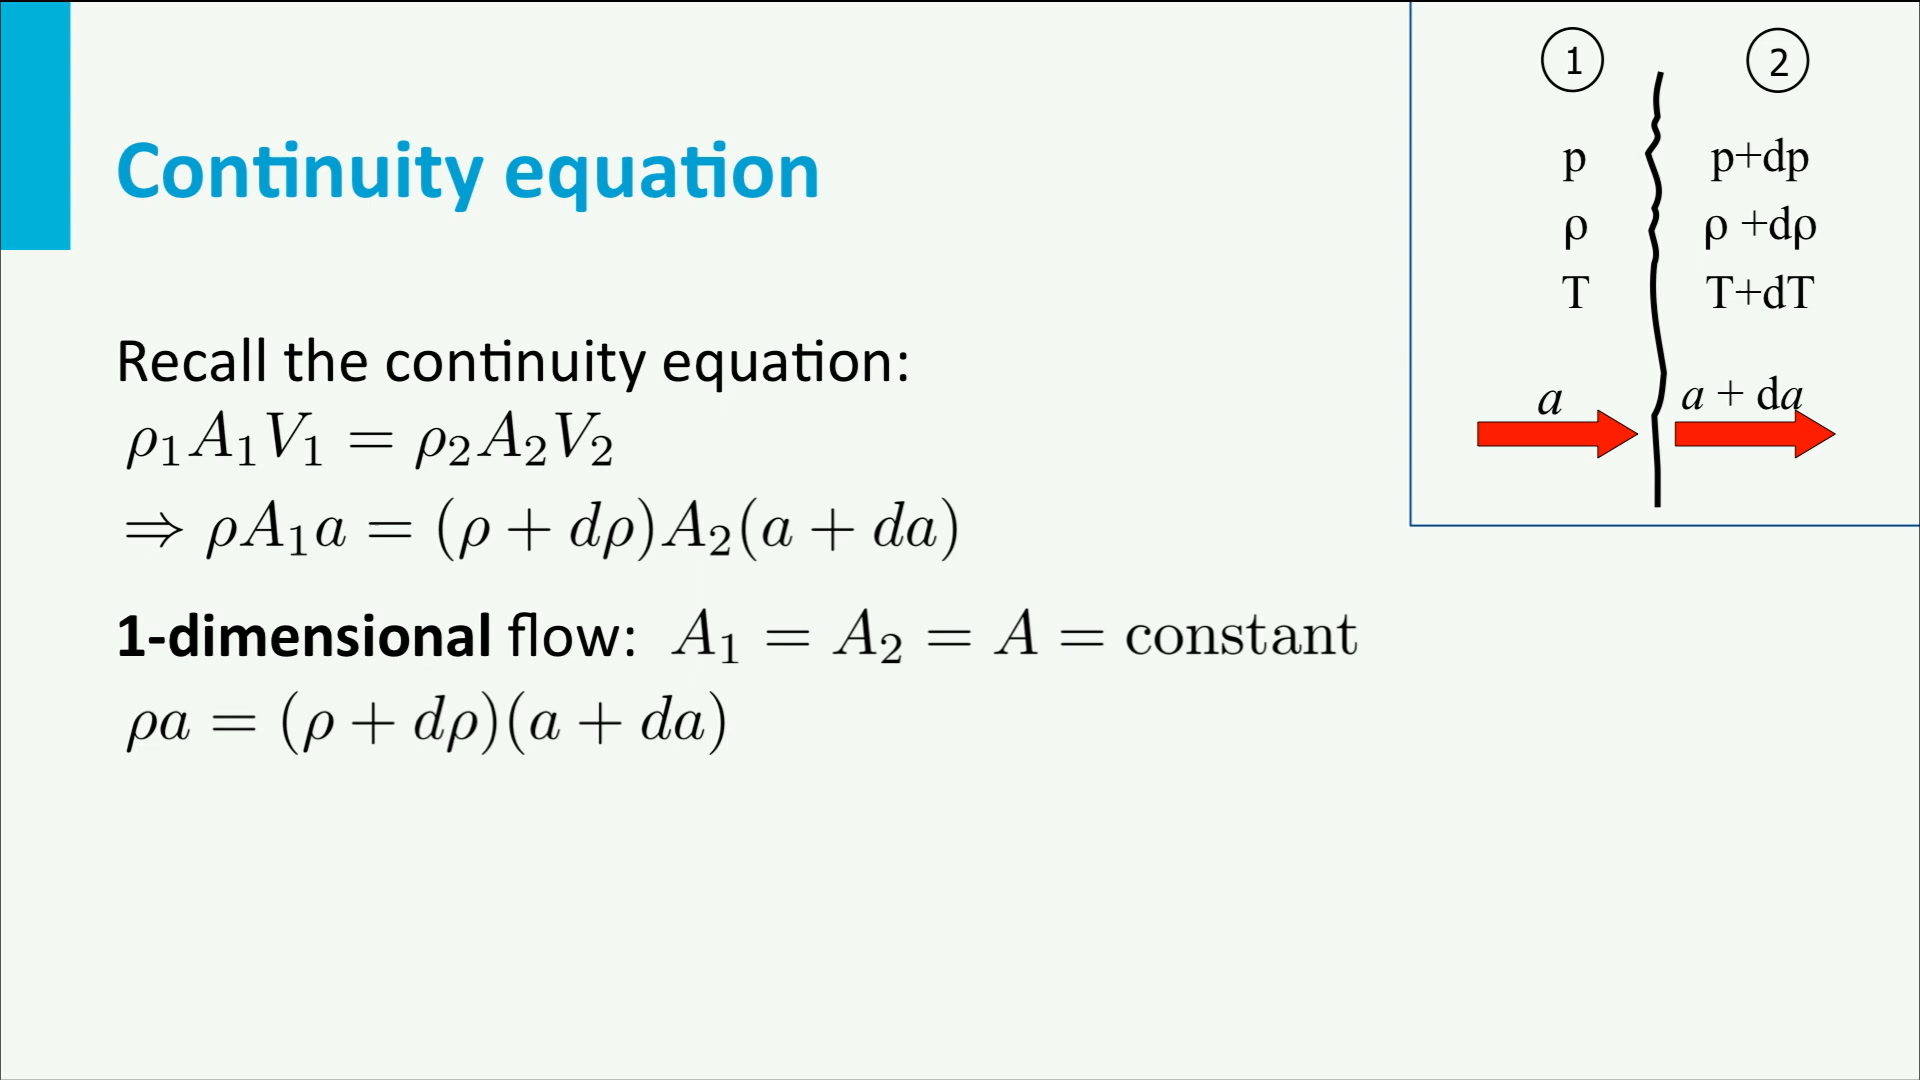 Continuity equation
Recall the continuity equation:
ρ₁A₁V₁ = ρ₂A₂V₂
⇒ ρA₁a = (ρ + dρ)A₂(a + da)
1-dimensional flow: A₁ = A₂ = A = constant
ρa = (ρ + dρ)(a + da)
1 2
p p+dp
ρ ρ +dρ
T T+dT
a a + da